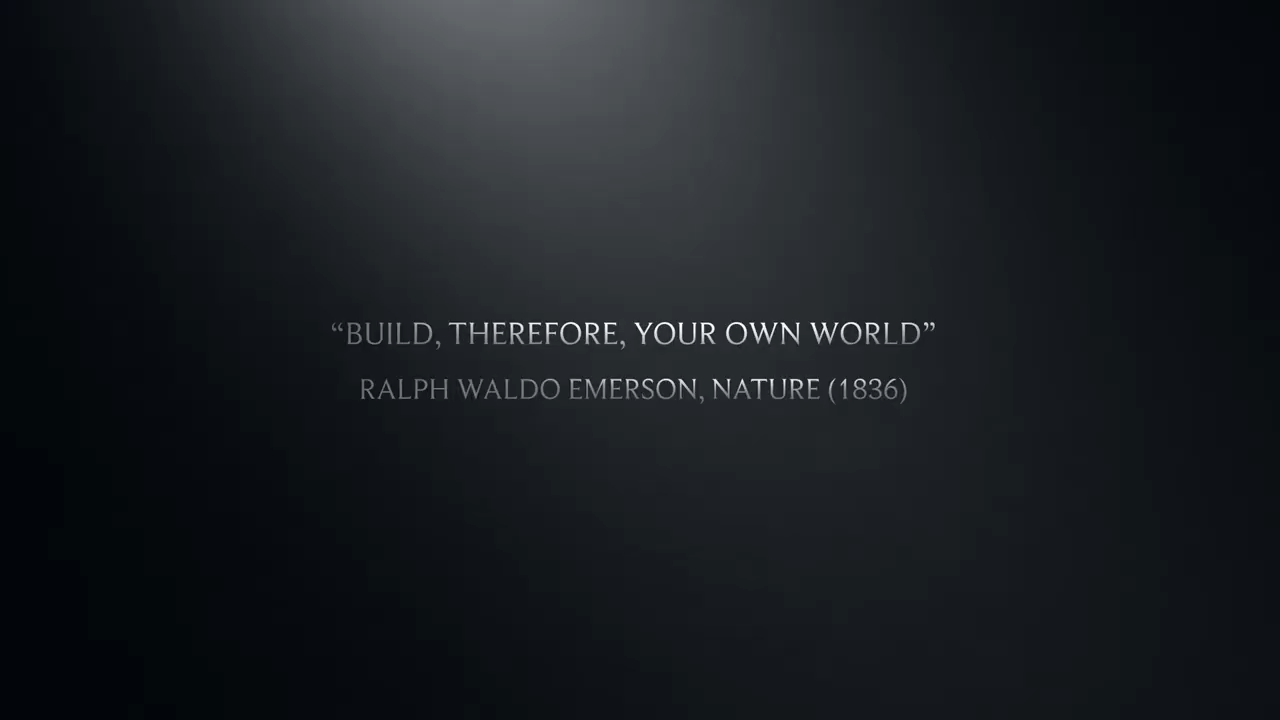 “BUILD, THEREFORE, YOUR OWN WORLD”
RALPH WALDO EMERSON, NATURE (1836)